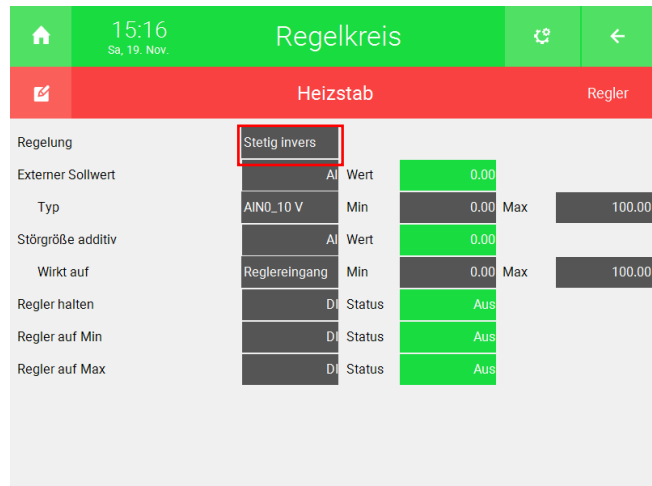 15:16
Sa, 19. Nov.
Regelkreis
Heizstab
Regler
Regelung Stetig invers
Externer Sollwert AI Wert 0.00
Typ AIN0_10 V Min 0.00 Max 100.00
Störgröße additiv AI Wert 0.00
Wirkt auf Reglereingang Min 0.00 Max 100.00
Regler halten DI Status Aus
Regler auf Min DI Status Aus
Regler auf Max DI Status Aus